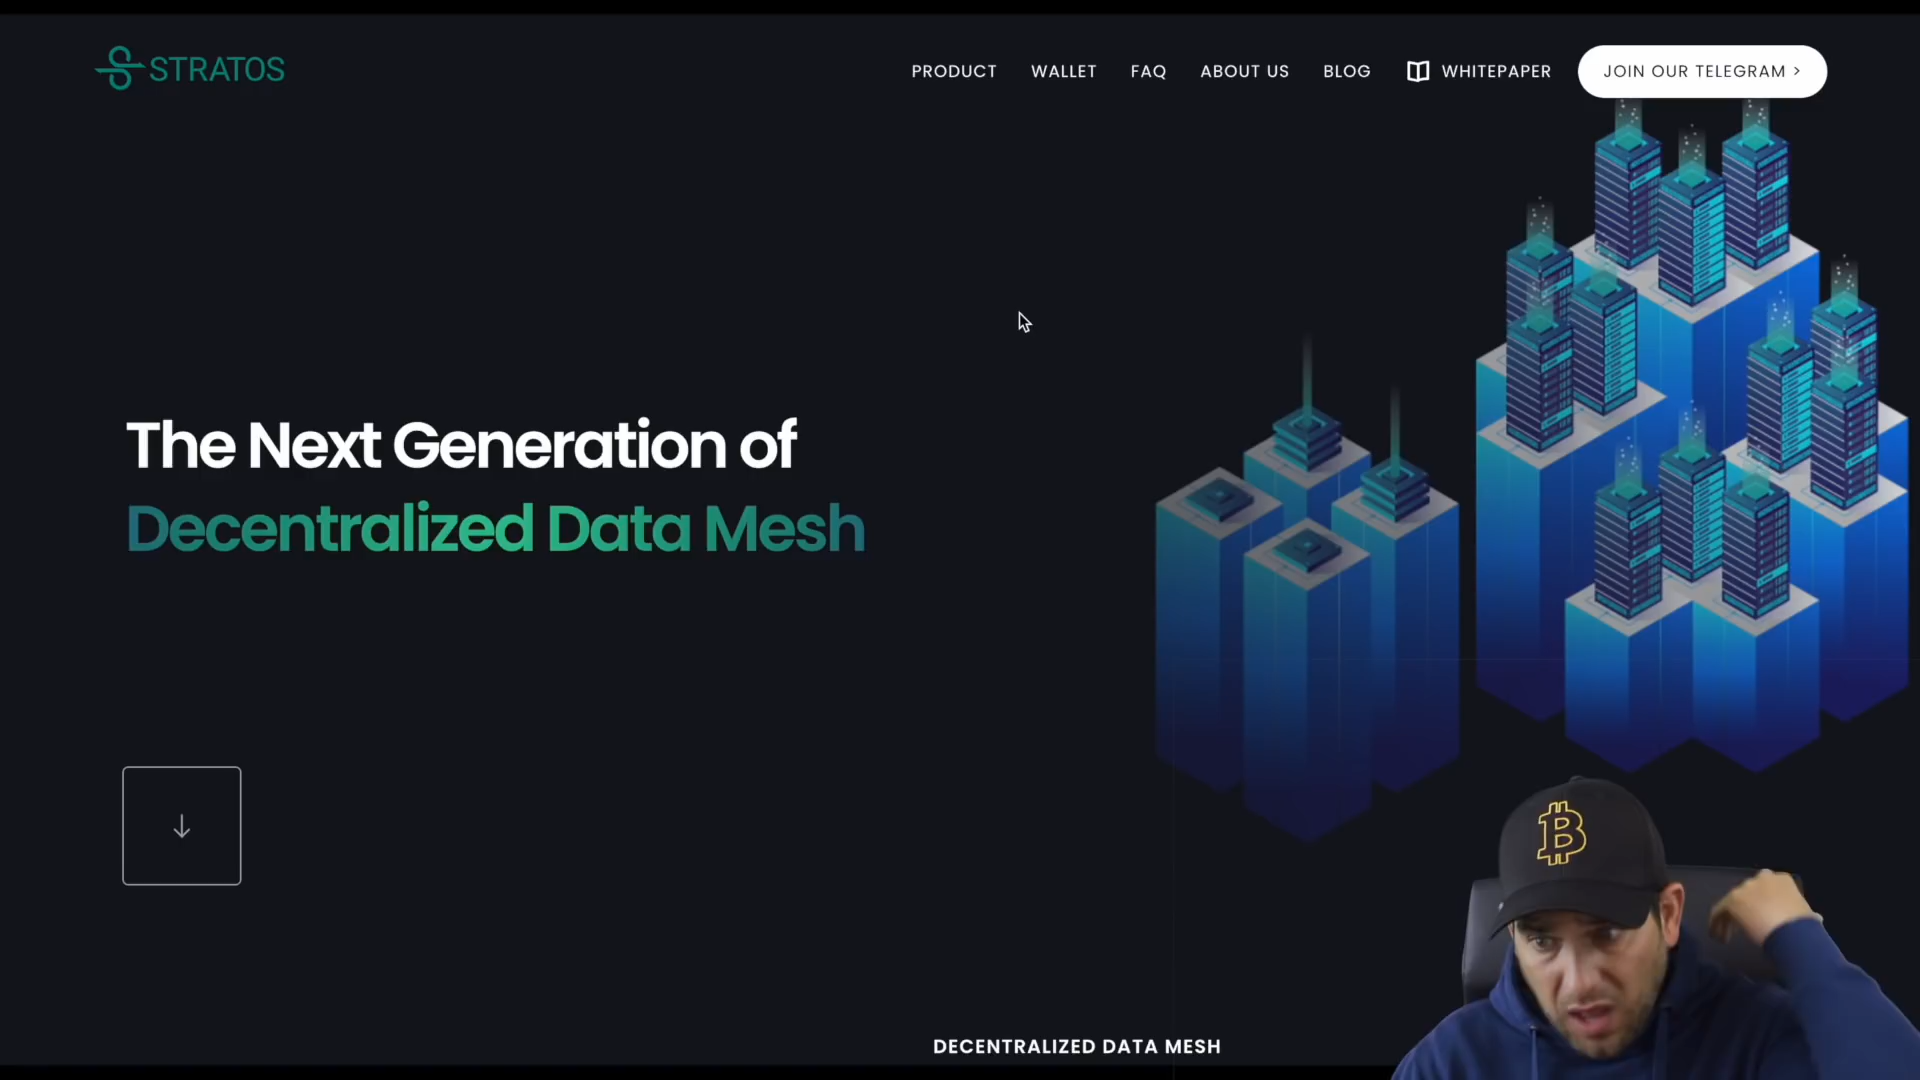 STRATOS
PRODUCT WALLET FAQ ABOUT US BLOG WHITEPAPER JOIN OUR TELEGRAM >
The Next Generation of
Decentralized Data Mesh
DECENTRALIZED DATA MESH